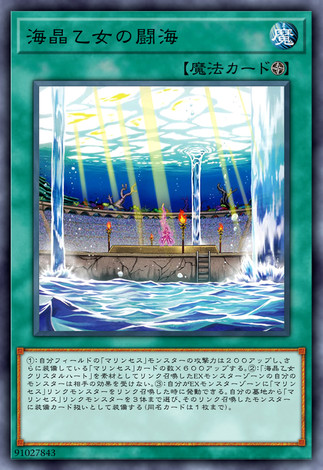 海晶乙女の闘海
魔
【魔法カード】
①:自分フィールドの「マリンセス」モンスターの攻撃力は200アップし、さ
らに装備している「マリンセス」カードの数×600アップする。②:「海晶乙女
クリスタルハート」を素材としてリンク召喚したEXモンスターゾーンの自分の
モンスターは相手の効果を受けない。③:自分がEXモンスターゾーンに「マリンセ
ス」リンクモンスターをリンク召喚した時に発動できる。自分の墓地から「マリ
ンセス」リンクモンスターを3体まで選び、そのリンク召喚したモンスター
に装備カード扱いとして装備する(同名カードは1枚まで)。
91027843